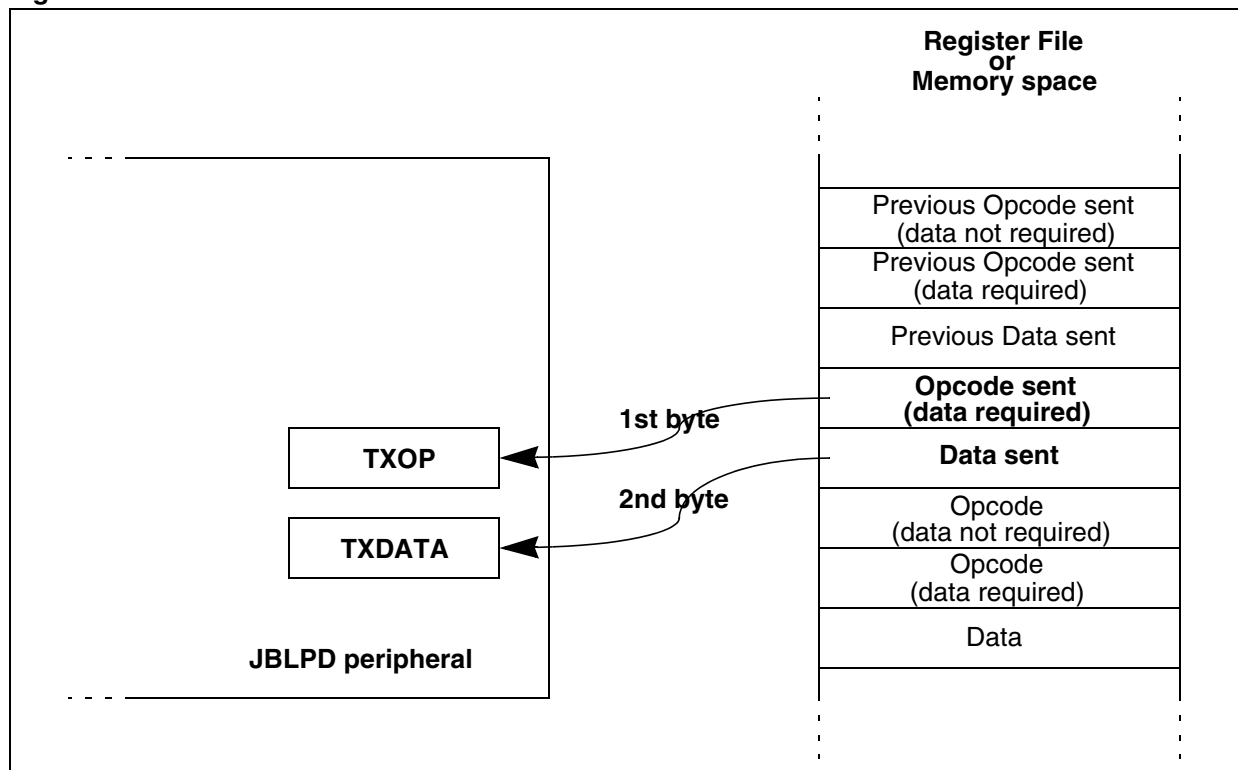 Register File
or
Memory space
Previous Opcode sent
(data not required)
Previous Opcode sent
(data required)
Previous Data sent
Opcode sent
(data required)
1st byte
TXOP
Data sent
2nd byte
Opcode
(data not required)
TXDATA
Opcode
(data required)
Data
JBLPD peripheral